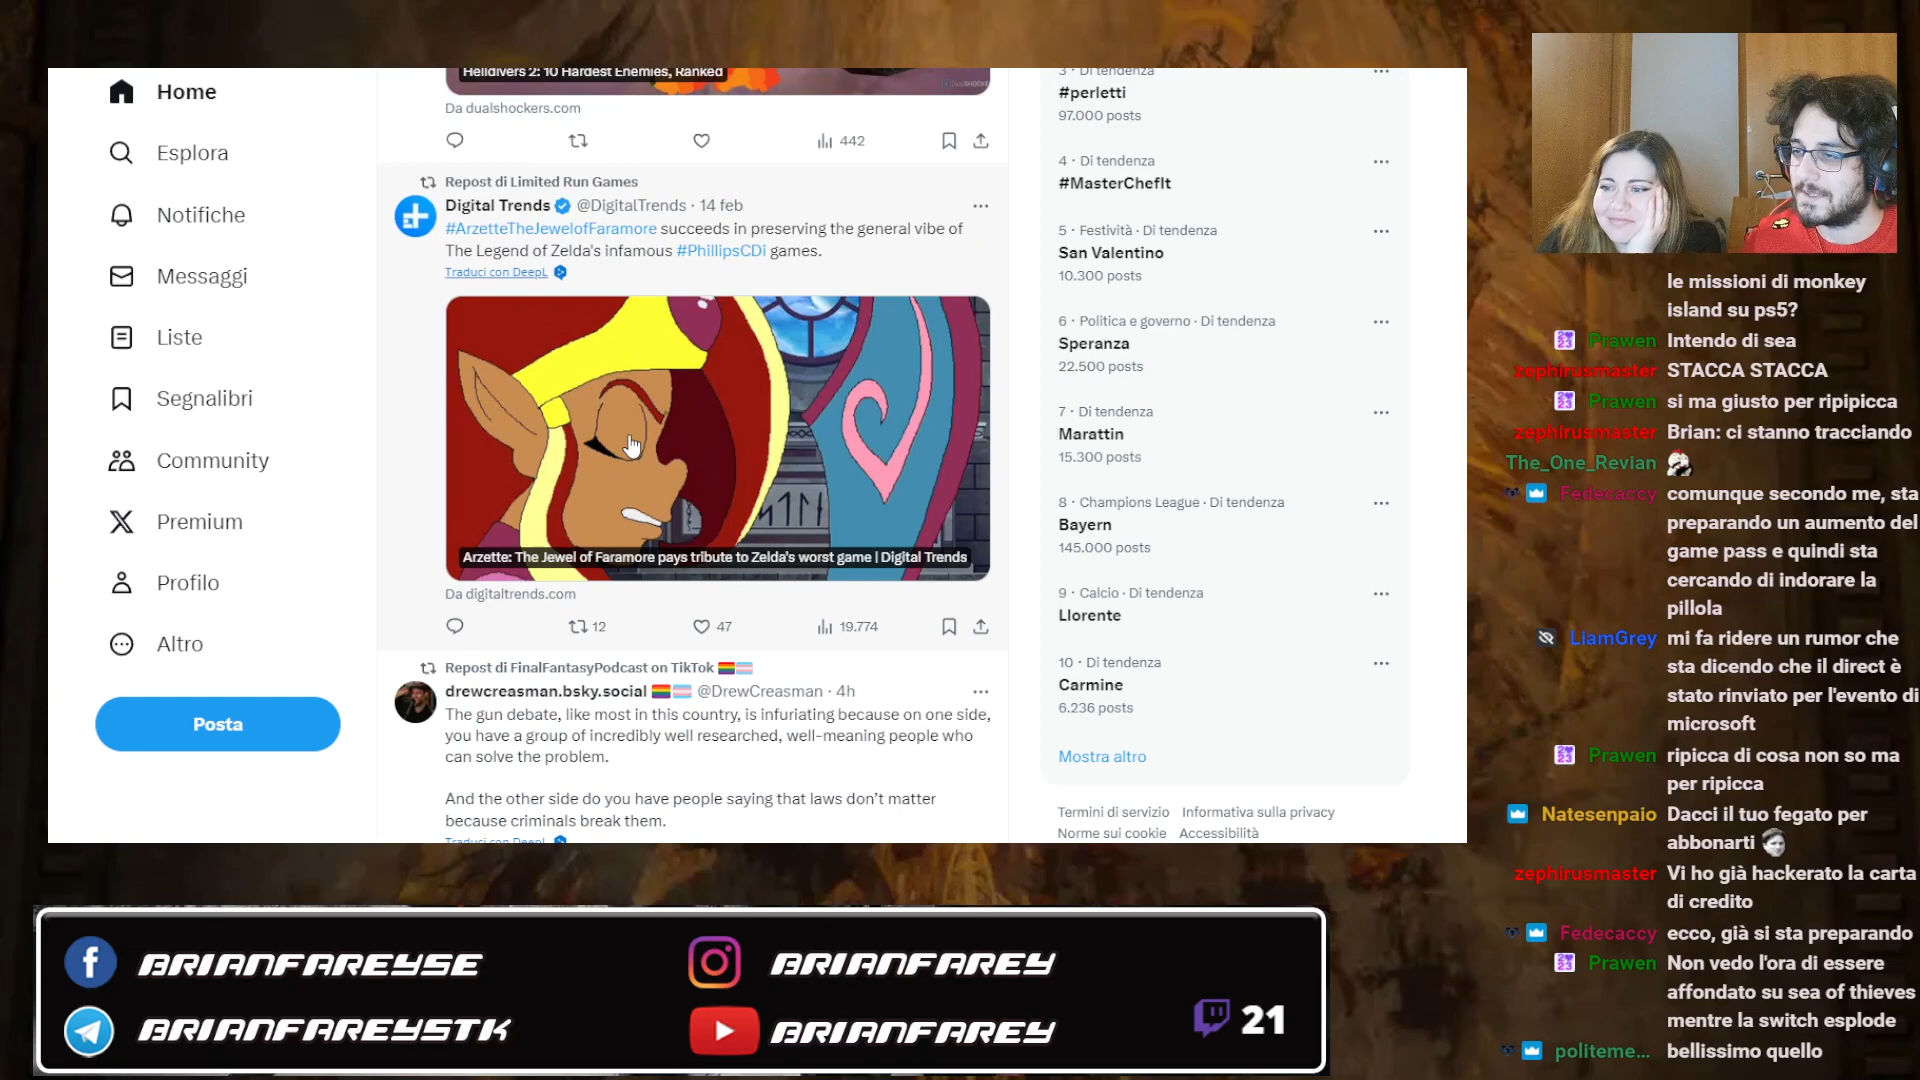 Home
Esplora
Notifiche
Messaggi
Liste
Segnalibri
Community
Premium
Profilo
Altro
Posta
Helldivers 2: 10 Hardest Enemies, Ranked
Da dualshockers.com
442
Repost di Limited Run Games
Digital Trends @DigitalTrends · 14 feb
#ArzetteTheJewelofFaramore succeeds in preserving the general vibe of
The Legend of Zelda's infamous #PhillipsCDi games.
Traduci con DeepL
Arzette: The Jewel of Faramore pays tribute to Zelda's worst game | Digital Trends
Da digitaltrends.com
12 47 19.774
Repost di FinalFantasyPodcast on TikTok
drewcreasman.bsky.social @DrewCreasman · 4h
The gun debate, like most in this country, is infuriating because on one side,
you have a group of incredibly well researched, well-meaning people who
can solve the problem.
And the other side do you have people saying that laws don't matter
because criminals break them.
Traduci con DeepL
3 · Di tendenza
#perletti
97.000 posts
4 · Di tendenza
#MasterChefIt
5 · Festività · Di tendenza
San Valentino
10.300 posts
6 · Politica e governo · Di tendenza
Speranza
22.500 posts
7 · Di tendenza
Marattin
15.300 posts
8 · Champions League · Di tendenza
Bayern
145.000 posts
9 · Calcio · Di tendenza
Llorente
10 · Di tendenza
Carmine
6.236 posts
Mostra altro
Termini di servizio Informativa sulla privacy
Norme sui cookie Accessibilità
le missioni di monkey
island su ps5?
Prawen Intendo di sea
zephirusmaster STACCA STACCA
Prawen si ma giusto per ripipicca
zephirusmaster Brian: ci stanno tracciando
The_One_Revian
Fedecaccy comunque secondo me, sta
preparando un aumento del
game pass e quindi sta
cercando di indorare la
pillola
LiamGrey mi fa ridere un rumor che
sta dicendo che il direct è
stato rinviato per l'evento di
microsoft
Prawen ripicca di cosa non so ma
per ripicca
Natesenpaio Dacci il tuo fegato per
abbonarti
zephirusmaster Vi ho già hackerato la carta
di credito
Fedecaccy ecco, già si sta preparando
Prawen Non vedo l'ora di essere
affondato su sea of thieves
mentre la switch esplode
politeme... bellissimo quello
BRIANFAREYSE
BRIANFAREY
BRIANFAREYSTK
BRIANFAREY
21